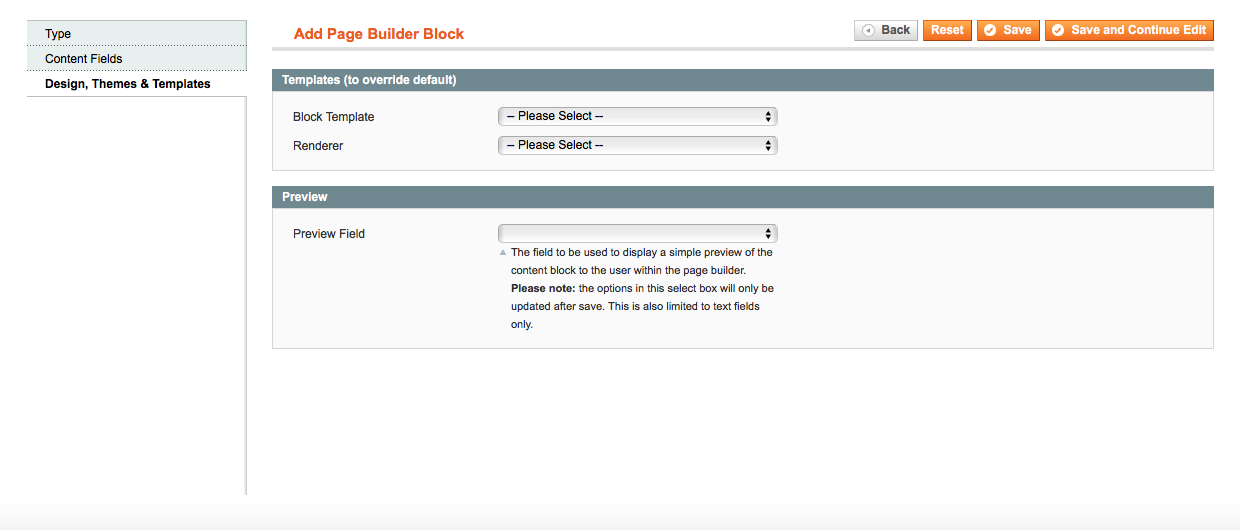 Type
Content Fields
Design, Themes & Templates
Add Page Builder Block
Back
Reset
Save
Save and Continue Edit
Templates (to override default)
Block Template
-- Please Select --
Renderer
-- Please Select --
Preview
Preview Field
The field to be used to display a simple preview of the
content block to the user within the page builder.
Please note: the options in this select box will only be
updated after save. This is also limited to text fields
only.